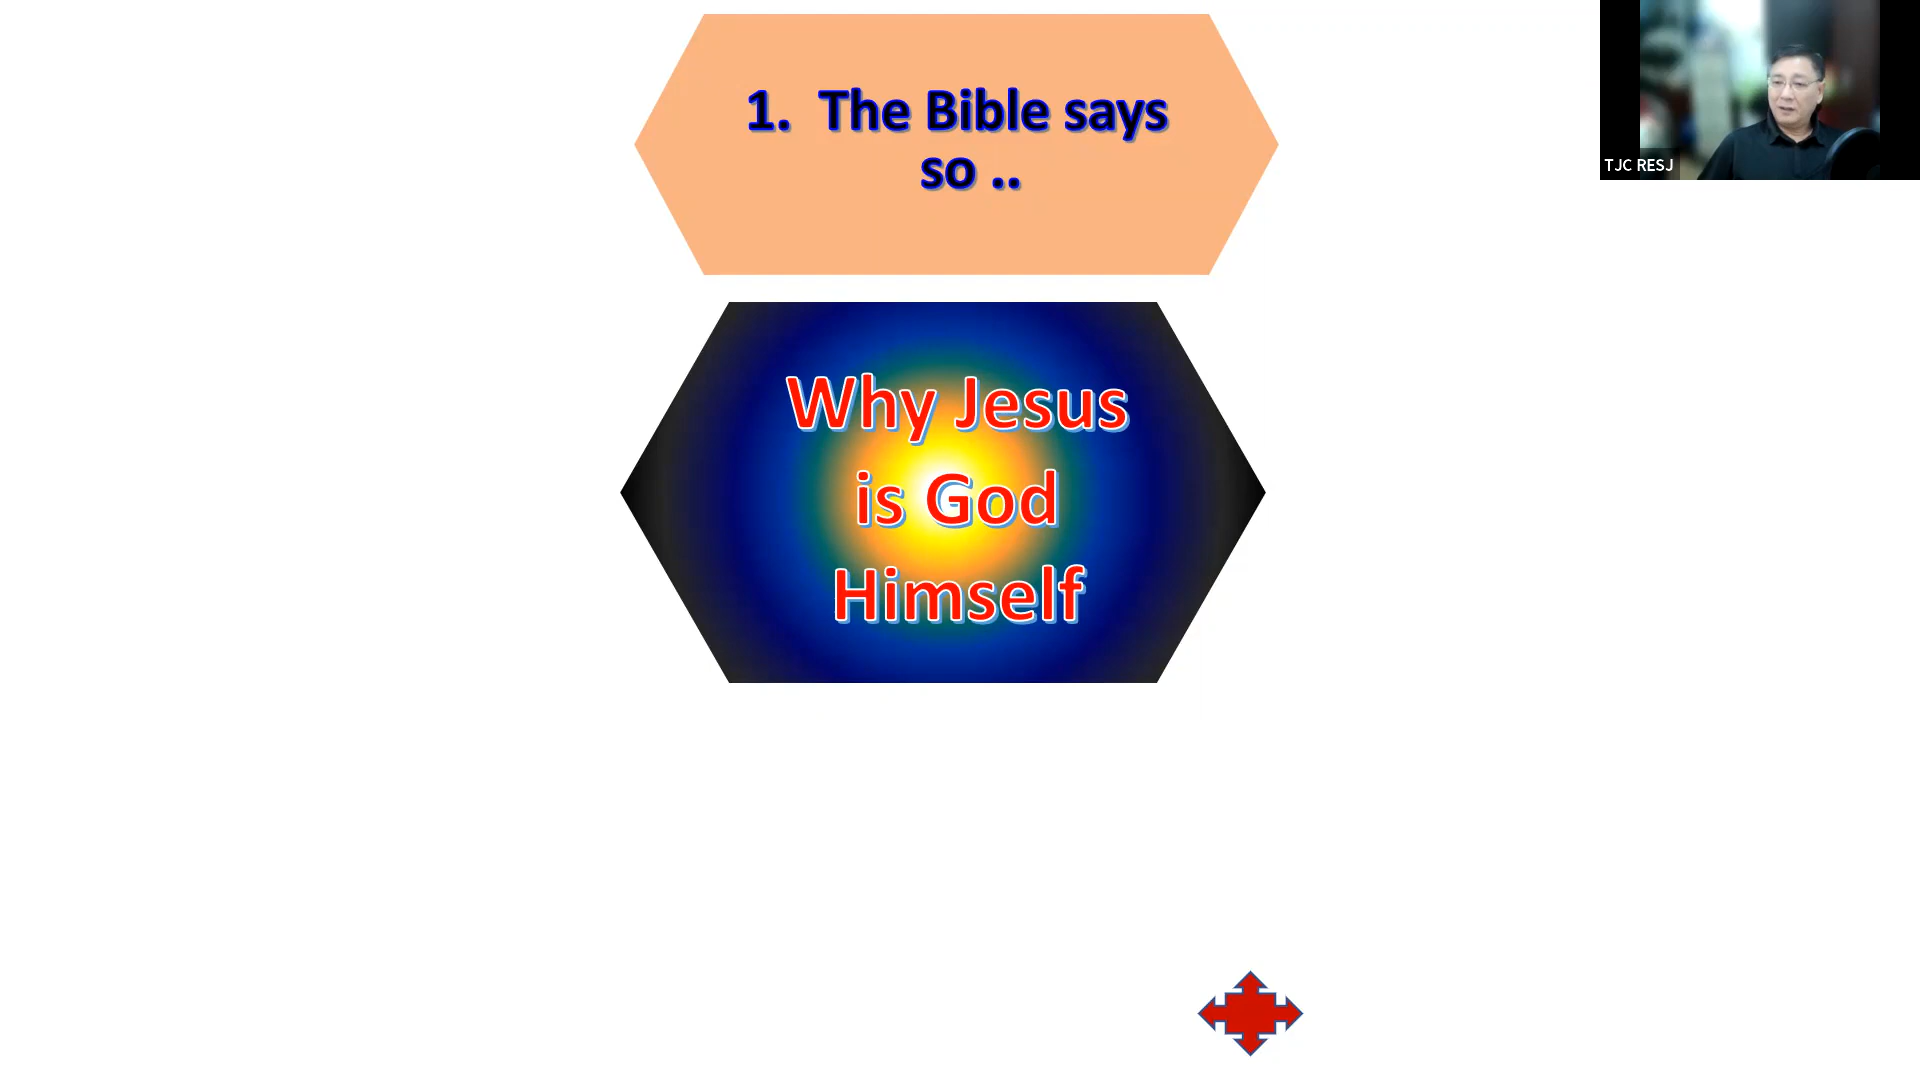 1.  The Bible says
so ..
Why Jesus
is God
Himself
TJC RESJ